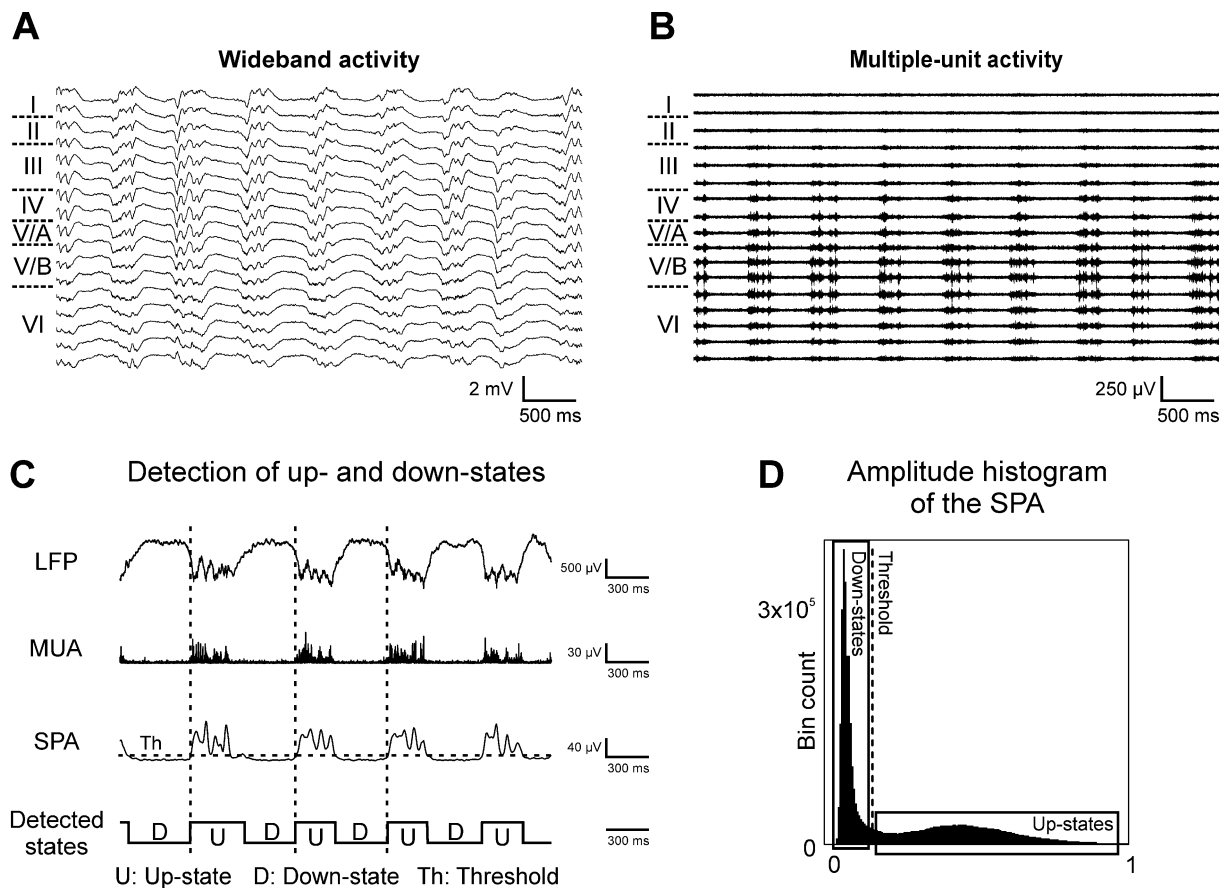 A
Wideband activity
I
II
III
IV
V/A
V/B
VI
2 mV
500 ms
B
Multiple-unit activity
I
II
III
IV
V/A
V/B
VI
250 µV
500 ms
C
Detection of up- and down-states
LFP
500 µV
300 ms
MUA
30 µV
300 ms
SPA
Th
40 µV
300 ms
Detected
states
D U D U D U D U
300 ms
U: Up-state D: Down-state Th: Threshold
D
Amplitude histogram
of the SPA
3x10⁵
Bin count
0
Down-states
Threshold
Up-states
0
1